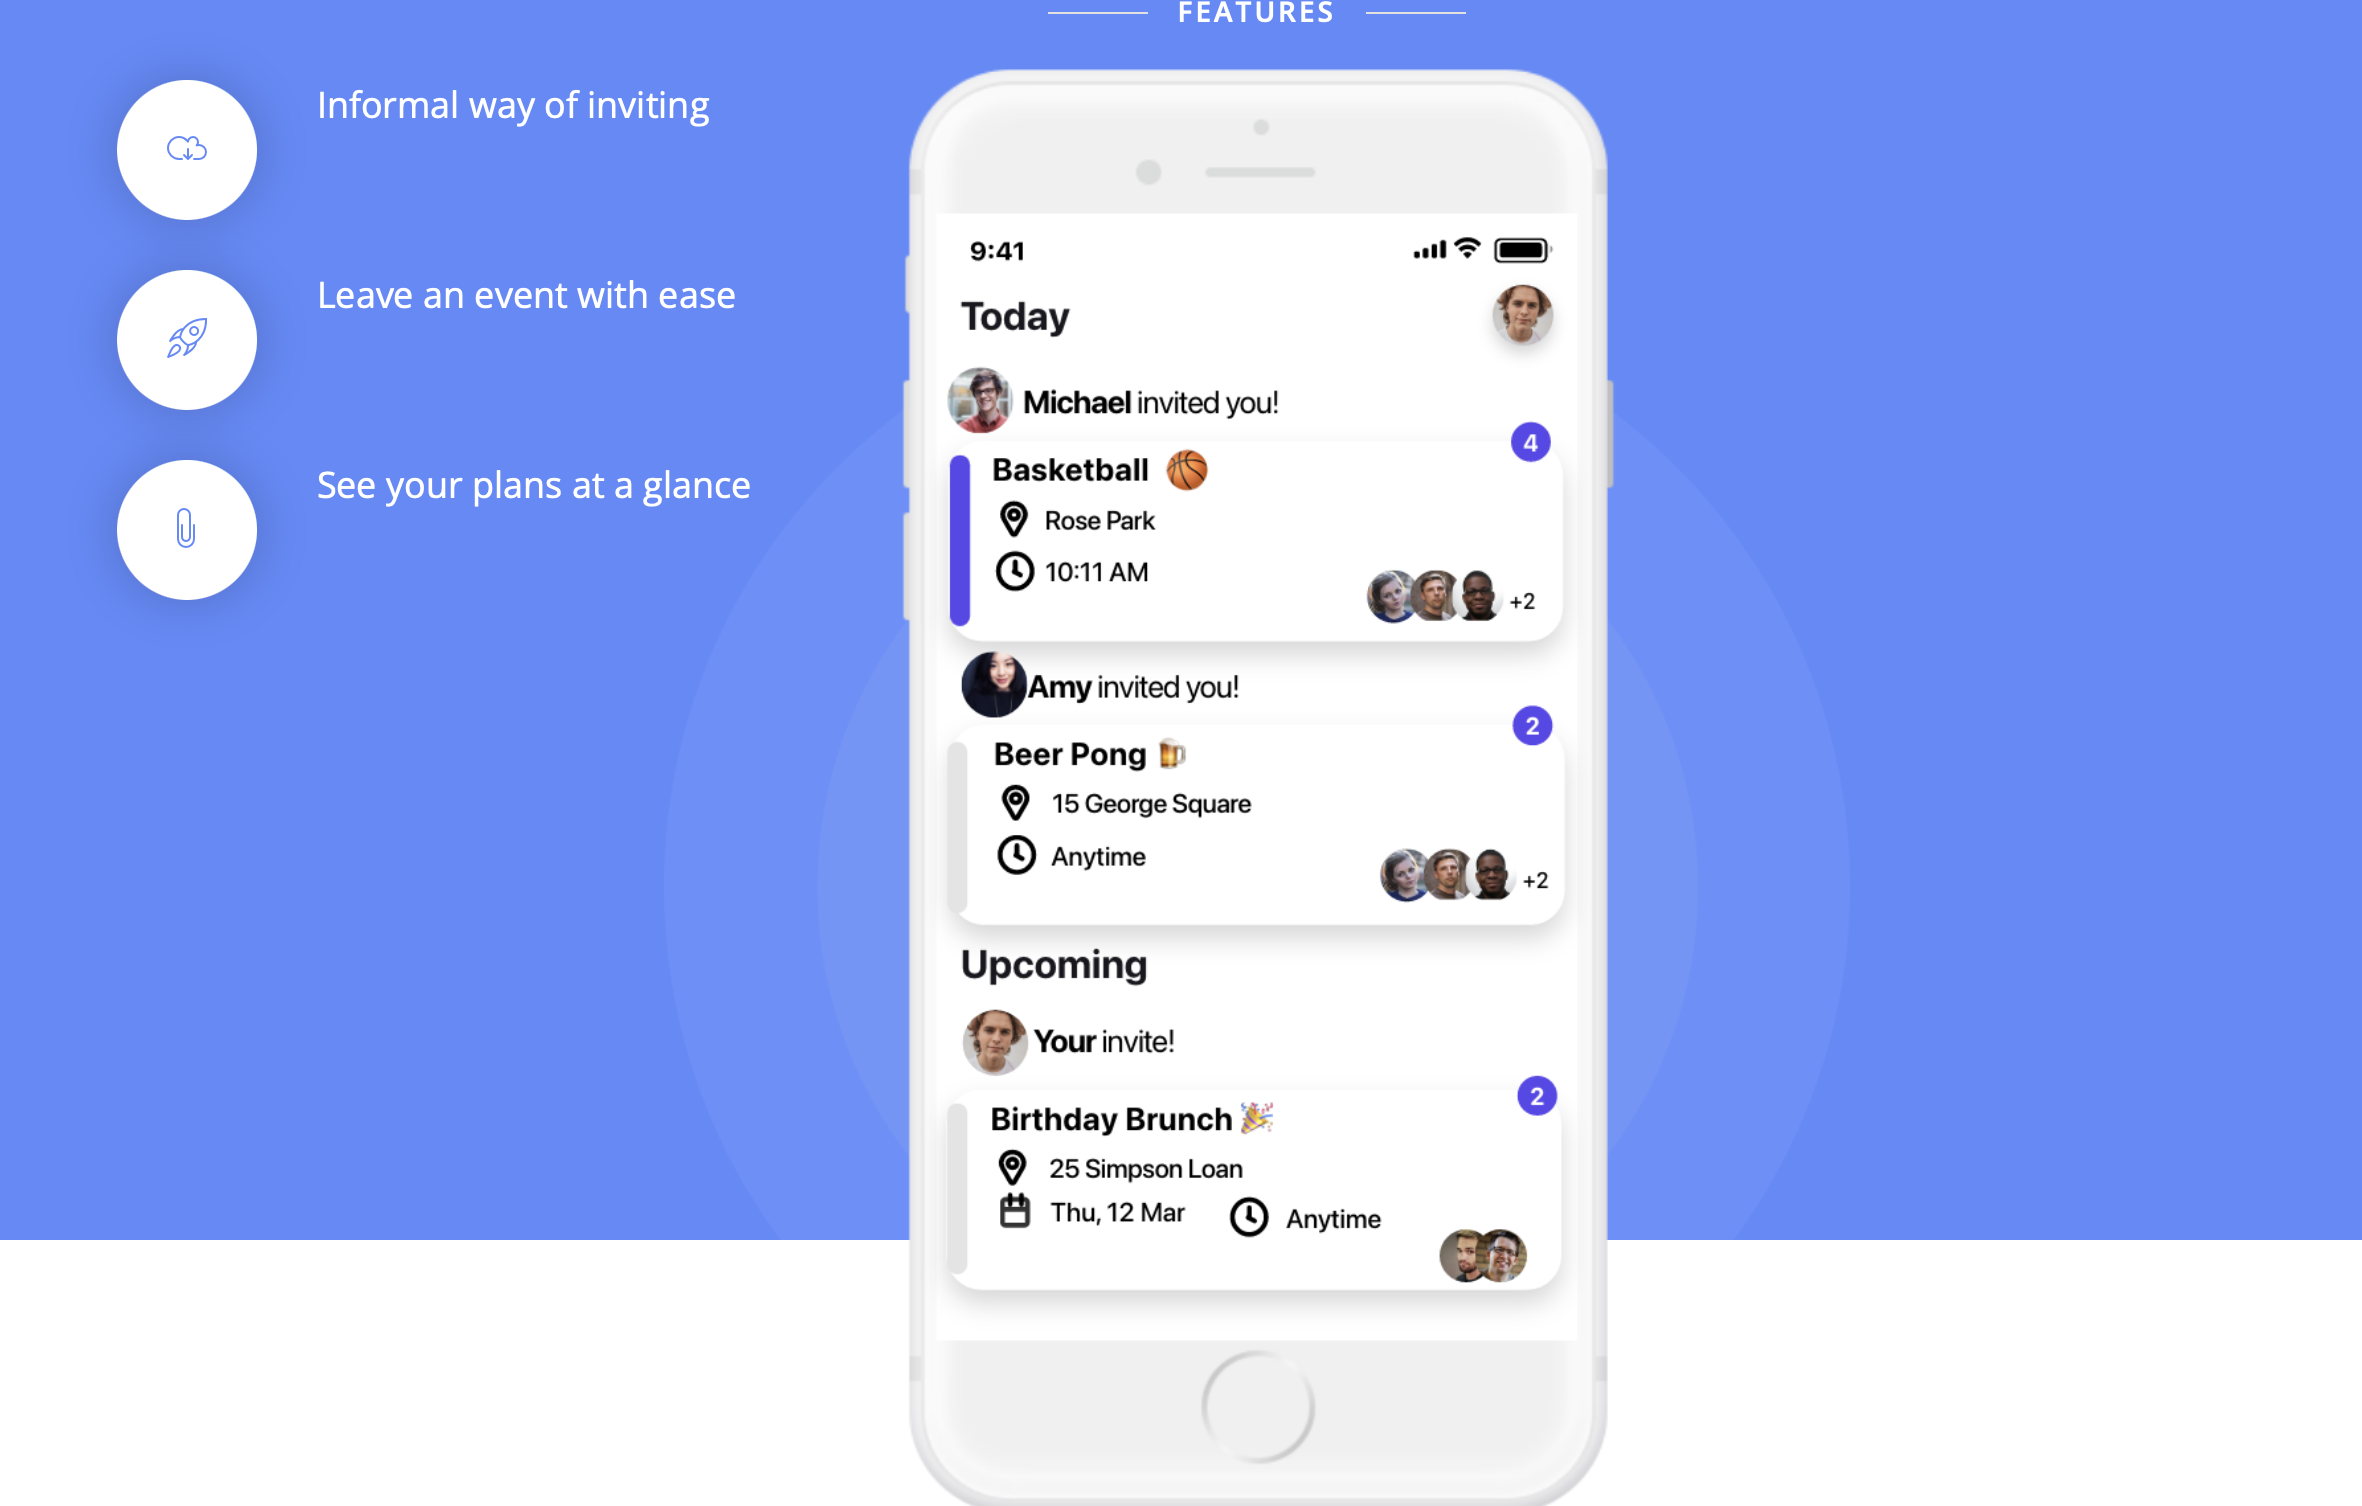 FEATURES
Informal way of inviting
Leave an event with ease
See your plans at a glance
9:41
Today
Michael invited you!
4
Basketball 🏀
Rose Park
10:11 AM
+2
Amy invited you!
2
Beer Pong 🍺
15 George Square
Anytime
+2
Upcoming
Your invite!
2
Birthday Brunch 🎉
25 Simpson Loan
Thu, 12 Mar Anytime